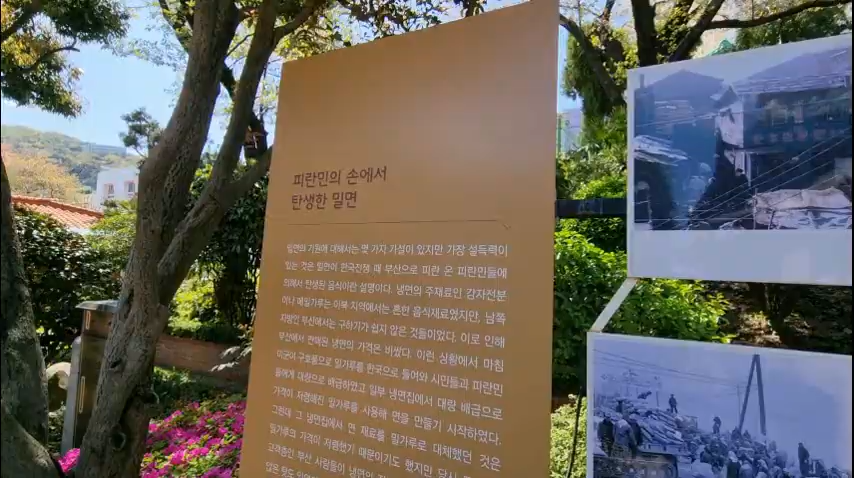 피란민의 손에서
탄생한 밀면
밀면의 기원에 대해서는 몇 가지 가설이 있지만 가장 설득력이
있는 것은 밀면이 한국전쟁 때 부산으로 피란 온 피란민들에
의해서 탄생된 음식이란 설명이다. 냉면의 주재료인 감자전분
이나 메밀가루는 이북 지역에서는 흔한 음식재료였지만, 남쪽
지방인 부산에서는 구하기가 쉽지 않은 것들이었다. 이로 인해
부산에서 판매된 냉면의 가격은 비쌌다. 이런 상황에서 마침
미군이 구호품으로 밀가루를 한국으로 들여와 시민들과 피란민
들에게 대량으로 배급하였고 일부 냉면집에서 대량 배급으로
가격이 저렴해진 밀가루를 사용해 면을 만들기 시작하였다.
그런데 그 냉면집에서 면 재료를 밀가루로 대체했던 것은
밀가루의 가격이 저렴했기 때문이기도 했지만 당시
부산 사람들이 냉면의